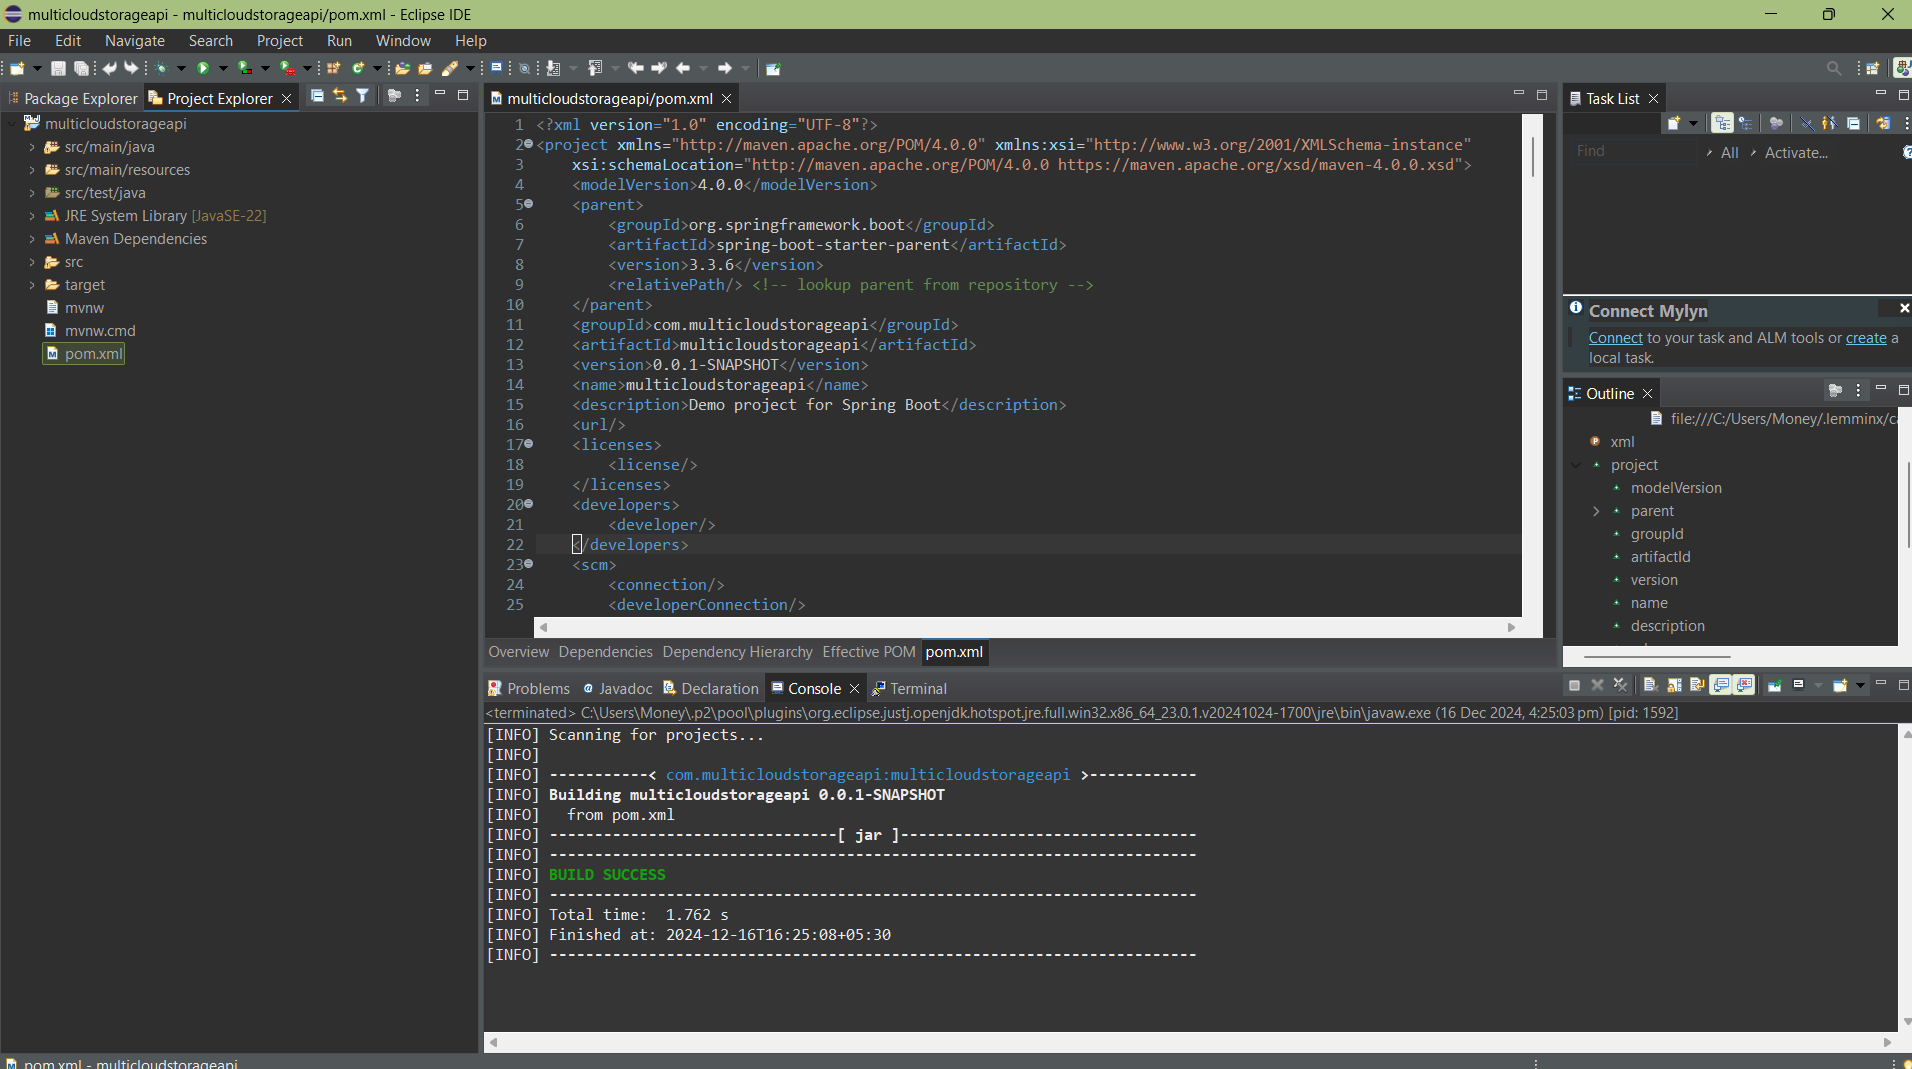 multicloudstorageapi - multicloudstorageapi/pom.xml - Eclipse IDE
File Edit Navigate Search Project Run Window Help
Package Explorer
Project Explorer
multicloudstorageapi
src/main/java
src/main/resources
src/test/java
JRE System Library [JavaSE-22]
Maven Dependencies
src
target
mvnw
mvnw.cmd
pom.xml
multicloudstorageapi/pom.xml
1 <?xml version="1.0" encoding="UTF-8"?>
2 <project xmlns="http://maven.apache.org/POM/4.0.0" xmlns:xsi="http://www.w3.org/2001/XMLSchema-instance"
3 xsi:schemaLocation="http://maven.apache.org/POM/4.0.0 https://maven.apache.org/xsd/maven-4.0.0.xsd">
4 <modelVersion>4.0.0</modelVersion>
5 <parent>
6 <groupId>org.springframework.boot</groupId>
7 <artifactId>spring-boot-starter-parent</artifactId>
8 <version>3.3.6</version>
9 <relativePath/> <!-- lookup parent from repository -->
10 </parent>
11 <groupId>com.multicloudstorageapi</groupId>
12 <artifactId>multicloudstorageapi</artifactId>
13 <version>0.0.1-SNAPSHOT</version>
14 <name>multicloudstorageapi</name>
15 <description>Demo project for Spring Boot</description>
16 <url/>
17 <licenses>
18 <license/>
19 </licenses>
20 <developers>
21 <developer/>
22 </developers>
23 <scm>
24 <connection/>
25 <developerConnection/>
Overview Dependencies Dependency Hierarchy Effective POM pom.xml
Task List
Find All Activate...
Connect Mylyn
Connect to your task and ALM tools or create a
local task.
Outline
file:///C:/Users/Money/.lemminx/ca
xml
project
modelVersion
parent
groupId
artifactId
version
name
description
Problems Javadoc Declaration Console Terminal
<terminated> C:\Users\Money\.p2\pool\plugins\org.eclipse.justj.openjdk.hotspot.jre.full.win32.x86_64_23.0.1.v20241024-1700\jre\bin\javaw.exe (16 Dec 2024, 4:25:03 pm) [pid: 1592]
[INFO] Scanning for projects...
[INFO]
[INFO] -----------< com.multicloudstorageapi:multicloudstorageapi >------------
[INFO] Building multicloudstorageapi 0.0.1-SNAPSHOT
[INFO]   from pom.xml
[INFO] --------------------------------[ jar ]---------------------------------
[INFO] ------------------------------------------------------------------------
[INFO] BUILD SUCCESS
[INFO] ------------------------------------------------------------------------
[INFO] Total time:  1.762 s
[INFO] Finished at: 2024-12-16T16:25:08+05:30
[INFO] ------------------------------------------------------------------------
pom.xml - multicloudstorageapi